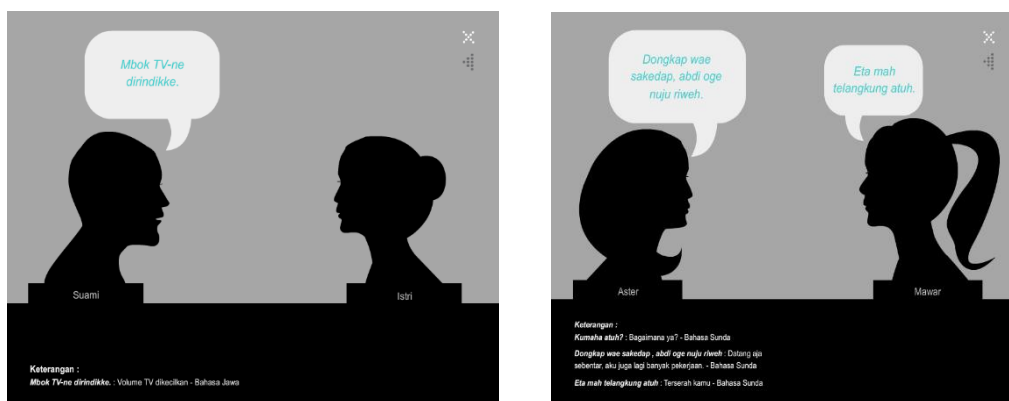 Mbok TV-ne
dirindikke.
Suami
Istri
Keterangan :
Mbok TV-ne dirindikke. : Volume TV dikecilkan - Bahasa Jawa
Dongkap wae
sakedap, abdi oge
nuju riweh.
Eta mah
telangkung atuh.
Aster
Mawar
Keterangan :
Kumaha atuh? : Bagaimana ya? - Bahasa Sunda
Dongkap wae sakedap , abdi oge nuju riweh : Datang aja
sebentar, aku juga lagi banyak pekerjaan. - Bahasa Sunda
Eta mah telangkung atuh : Terserah kamu - Bahasa Sunda